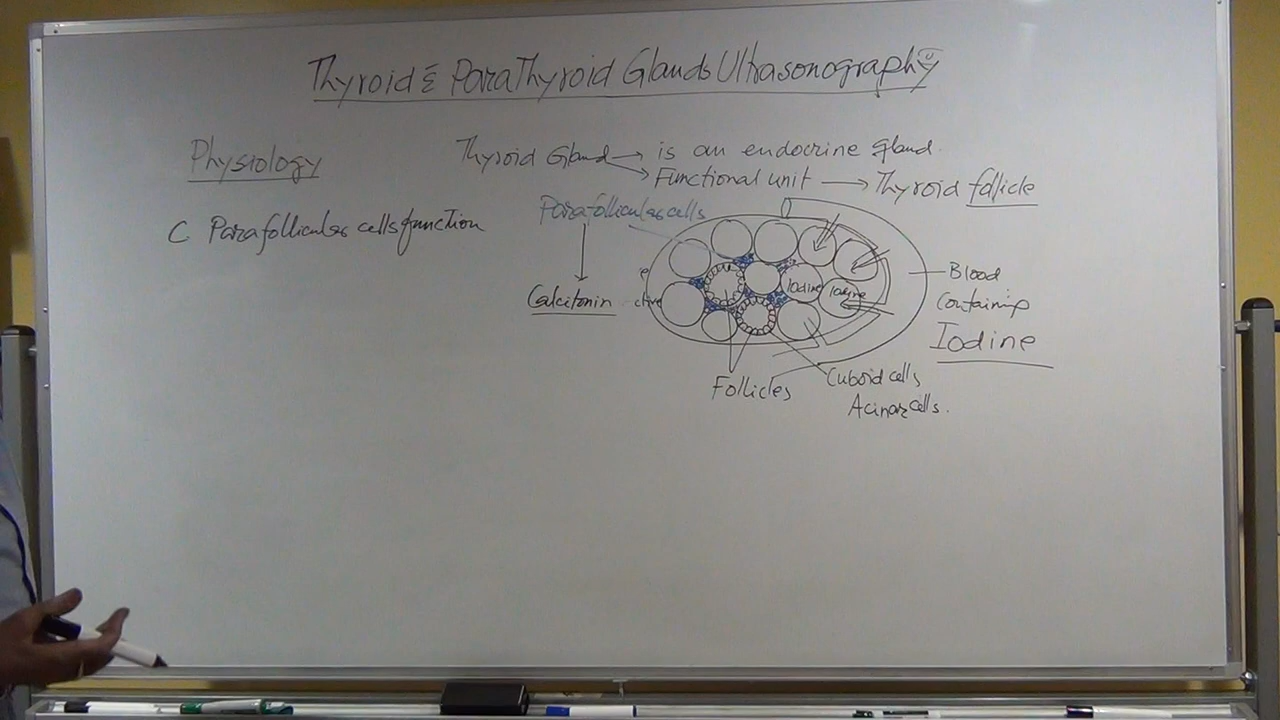 Thyroid & ParaThyroid Glands Ultrasonography
Physiology
Thyroid Gland → is an endocrine gland.
→ Functional unit → Thyroid follicle
C Parafollicular cells function
Parafollicular cells
Calcitonin
Iodine
Iodine
Blood
Containing
Iodine
Follicles
Cuboid cells
Acinar cells.